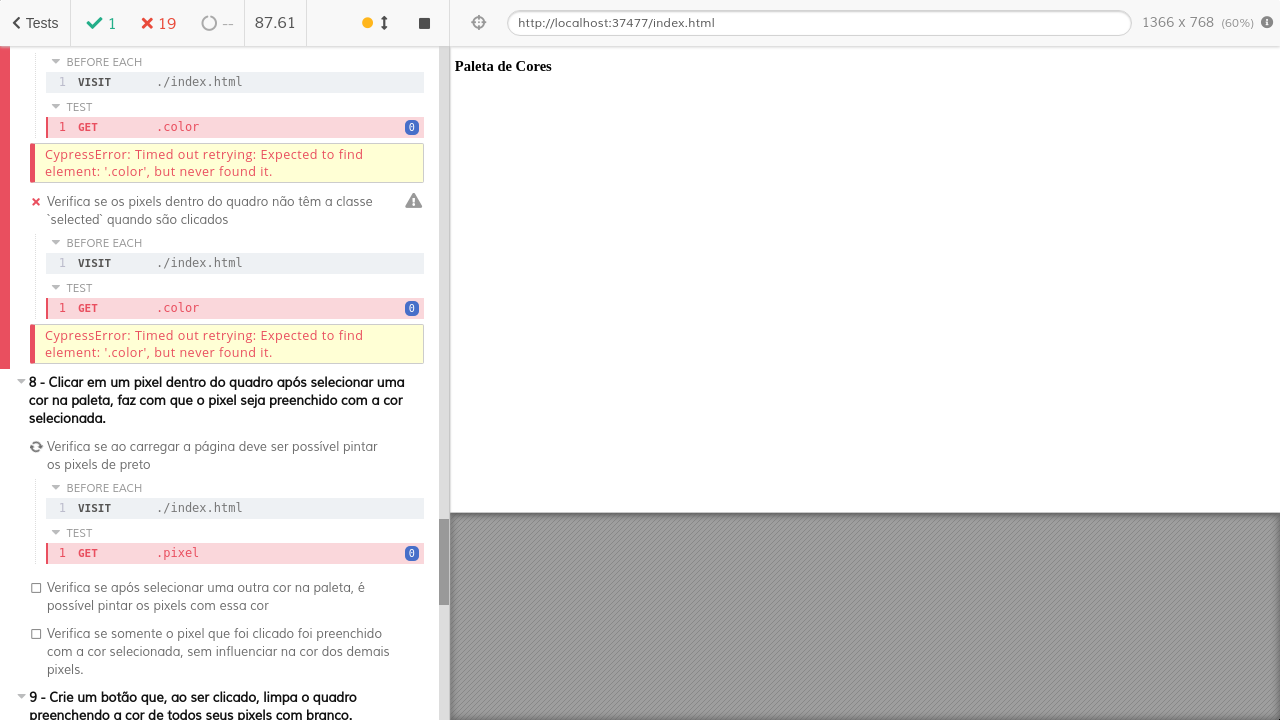 Tests 1 19 -- 87.61 http://localhost:37477/index.html 1366 x 768 (60%)
BEFORE EACH
1 VISIT ./index.html
TEST
1 GET .color 0
CypressError: Timed out retrying: Expected to find
element: '.color', but never found it.
Verifica se os pixels dentro do quadro não têm a classe
`selected` quando são clicados
BEFORE EACH
1 VISIT ./index.html
TEST
1 GET .color 0
CypressError: Timed out retrying: Expected to find
element: '.color', but never found it.
8 - Clicar em um pixel dentro do quadro após selecionar uma
cor na paleta, faz com que o pixel seja preenchido com a cor
selecionada.
Verifica se ao carregar a página deve ser possível pintar
os pixels de preto
BEFORE EACH
1 VISIT ./index.html
TEST
1 GET .pixel 0
Verifica se após selecionar uma outra cor na paleta, é
possível pintar os pixels com essa cor
Verifica se somente o pixel que foi clicado foi preenchido
com a cor selecionada, sem influenciar na cor dos demais
pixels.
9 - Crie um botão que, ao ser clicado, limpa o quadro
preenchendo a cor de todos seus pixels com branco.
Paleta de Cores